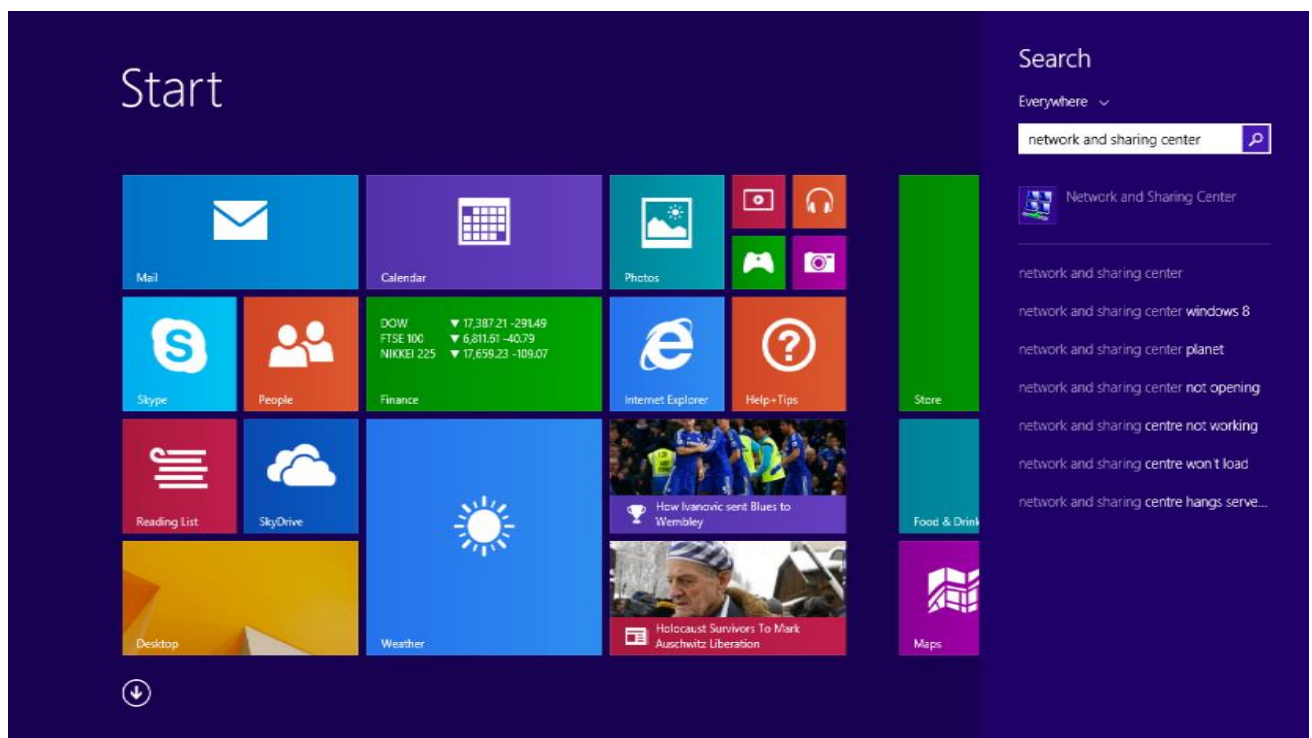 Start
Mail
Calendar
Photos
Skype
People
DOW ▼ 17,387.21 -291.49
FTSE 100 ▼ 6,811.61 -40.79
NIKKEI 225 ▼ 17,659.23 -109.07
Finance
Internet Explorer
Help+Tips
Store
Reading List
SkyDrive
How Ivanovic sent Blues to
Wembley
Food & Drink
Desktop
Weather
Holocaust Survivors To Mark
Auschwitz Liberation
Maps
Search
Everywhere
network and sharing center
Network and Sharing Center
network and sharing center
network and sharing center windows 8
network and sharing center planet
network and sharing center not opening
network and sharing centre not working
network and sharing centre won't load
network and sharing centre hangs serve...